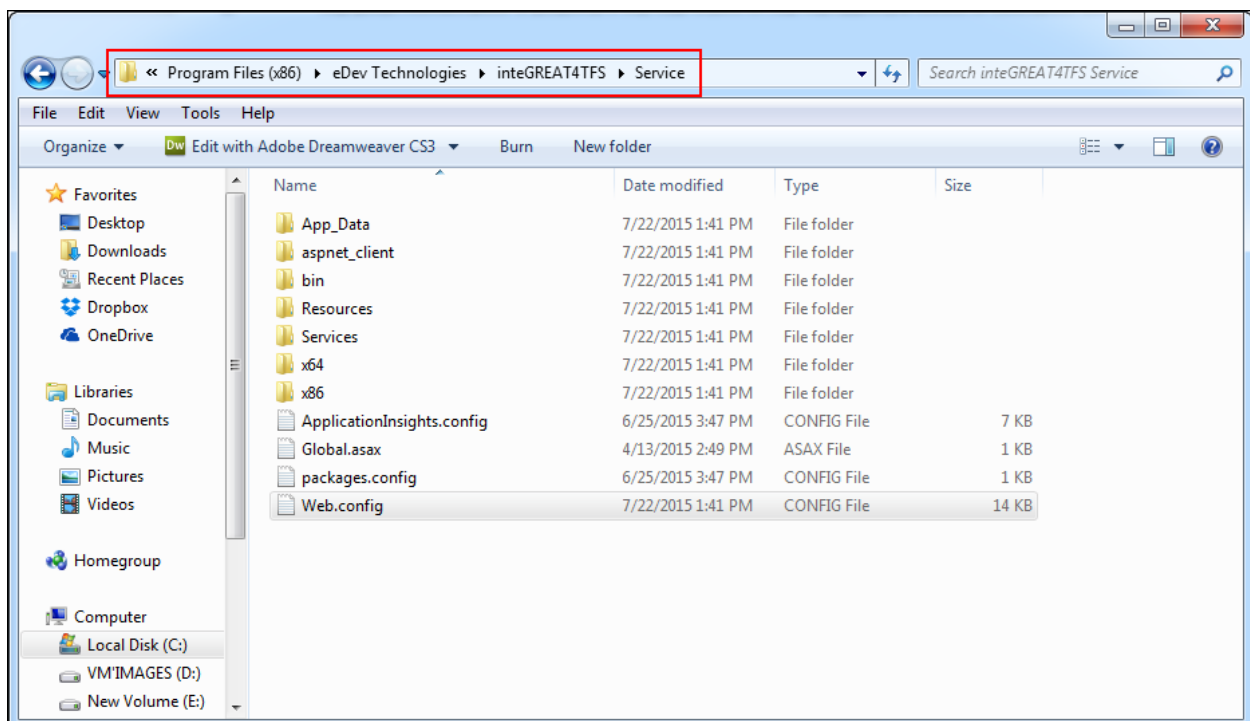 « Program Files (x86) ▸ eDev Technologies ▸ inteGREAT4TFS ▸ Service Search inteGREAT4TFS Service
File Edit View Tools Help
Organize Dw Edit with Adobe Dreamweaver CS3 Burn New folder
Favorites
Desktop
Downloads
Recent Places
Dropbox
OneDrive
Libraries
Documents
Music
Pictures
Videos
Homegroup
Computer
Local Disk (C:)
VM'IMAGES (D:)
New Volume (E:)
Name Date modified Type Size
App_Data 7/22/2015 1:41 PM File folder
aspnet_client 7/22/2015 1:41 PM File folder
bin 7/22/2015 1:41 PM File folder
Resources 7/22/2015 1:41 PM File folder
Services 7/22/2015 1:41 PM File folder
x64 7/22/2015 1:41 PM File folder
x86 7/22/2015 1:41 PM File folder
ApplicationInsights.config 6/25/2015 3:47 PM CONFIG File 7 KB
Global.asax 4/13/2015 2:49 PM ASAX File 1 KB
packages.config 6/25/2015 3:47 PM CONFIG File 1 KB
Web.config 7/22/2015 1:41 PM CONFIG File 14 KB